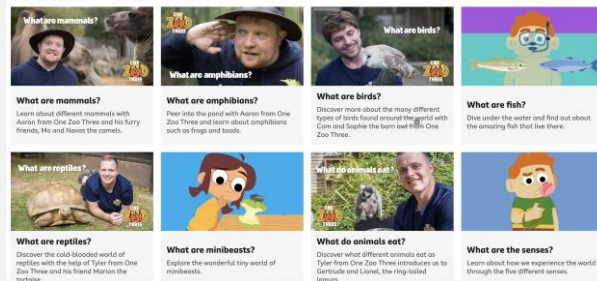 What are mammals?
ONE
ZOO
THREE
What are mammals?
Learn about different mammals with
Aaron from One Zoo Three and his furry
friends, Mo and Navos the camels.
ONE
ZOO
THREE
What are amphibians?
What are amphibians?
Peer into the pond with Aaron from One
Zoo Three and learn about amphibians
such as frogs and toads.
What are birds?
ONE
ZOO
THREE
What are birds?
Discover more about the many different
types of birds found around the world with
Cam and Sophie the barn owl from One
Zoo Three.
What are fish?
Dive under the water and find out about
the amazing fish that live there.
What are reptiles?
ONE
ZOO
THREE
What are reptiles?
Discover the cold-blooded world of
reptiles with the help of Tyler from One
Zoo Three and his friend Marion the
tortoise.
What are minibeasts?
Explore the wonderful tiny world of
minibeasts.
What do animals eat?
ONE
ZOO
THREE
What do animals eat?
Discover what different animals eat as
Tyler from One Zoo Three introduces us to
Gertrude and Lionel, the ring-tailed
lemurs.
What are the senses?
Learn about how we experience the world
through the five different senses.